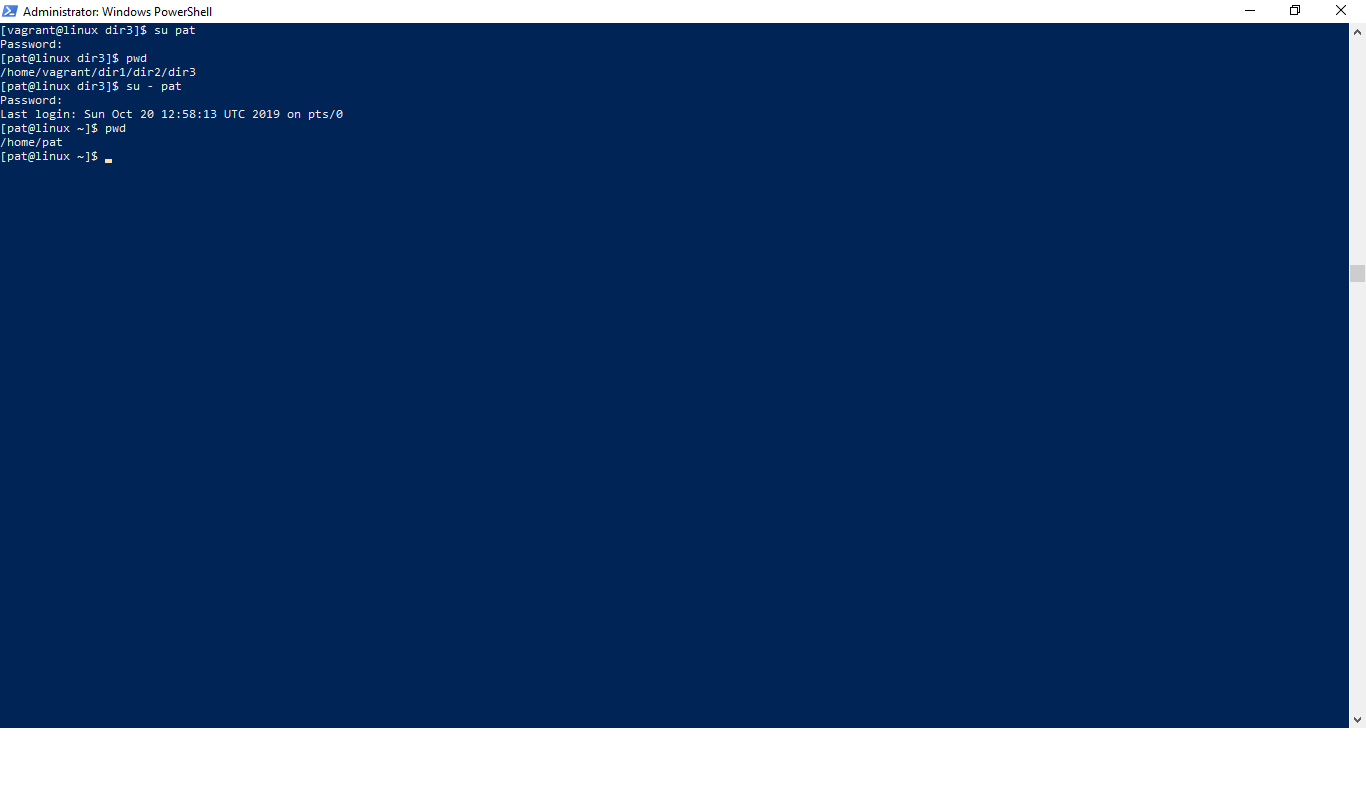 Administrator: Windows PowerShell
[vagrant@linux dir3]$ su pat
Password:
[pat@linux dir3]$ pwd
/home/vagrant/dir1/dir2/dir3
[pat@linux dir3]$ su - pat
Password:
Last login: Sun Oct 20 12:58:13 UTC 2019 on pts/0
[pat@linux ~]$ pwd
/home/pat
[pat@linux ~]$